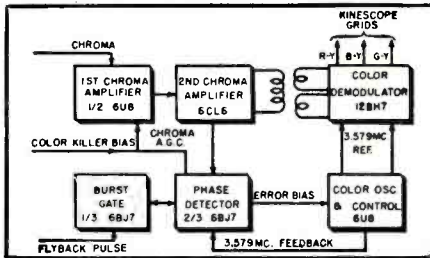 KINESCOPE
GRIDS
R-Y B-Y G-Y
CHROMA
1ST CHROMA
AMPLIFIER
1/2 6U8
2ND CHROMA
AMPLIFIER
6CL6
COLOR
DEMODULATOR
12BH7
COLOR KILLER BIAS
CHROMA
A.G.C.
3.579MC.
REF.
BURST
GATE
1/3 6BJ7
PHASE
DETECTOR
2/3 6BJ7
ERROR BIAS
COLOR OSC
& CONTROL
6U8
FLYBACK PULSE
3.579MC. FEEDBACK